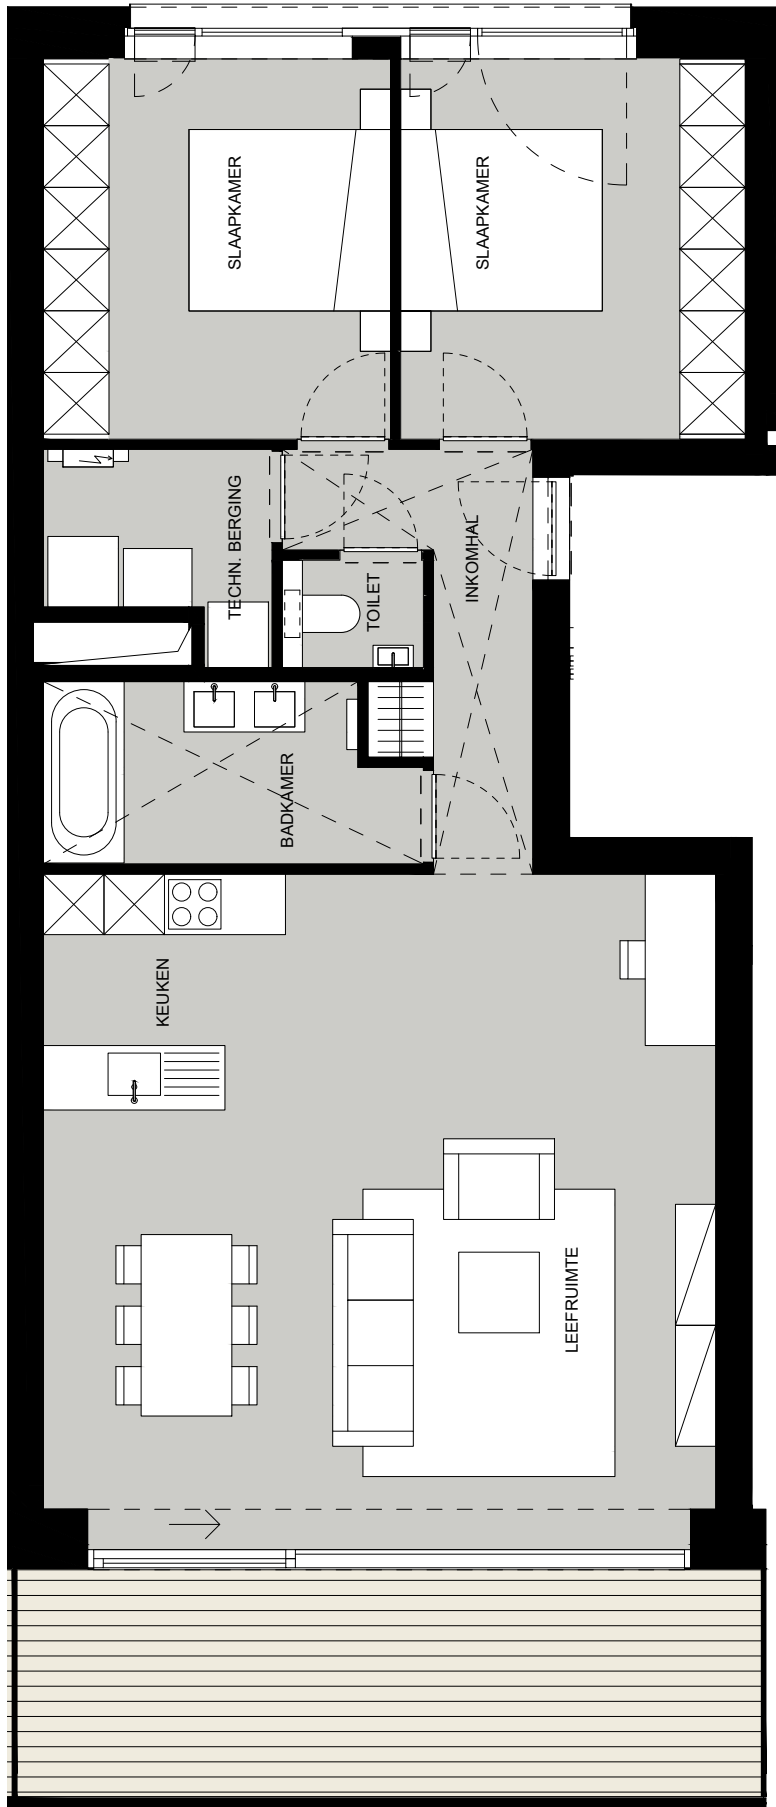 SLAAPKAMER
SLAAPKAMER
TECHN. BERGING
TOILET
INKOMHAL
BADKAMER
KEUKEN
LEEFRUIMTE